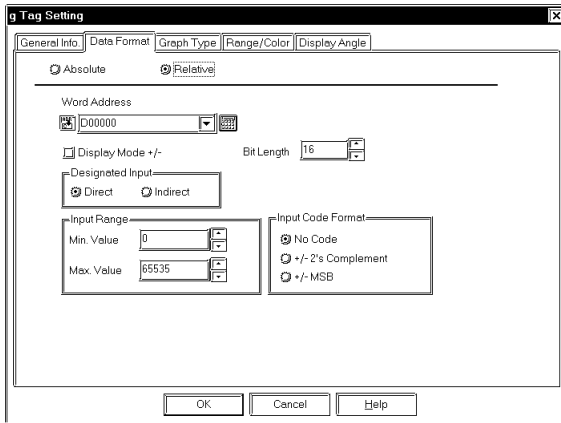 g Tag Setting
General Info. Data Format Graph Type Range/Color Display Angle
Absolute Relative
Word Address
D00000
Display Mode +/- Bit Length 16
Designated Input
Direct Indirect
Input Range Input Code Format
Min. Value 0 No Code
+/- 2's Complement
Max. Value 65535
+/- MSB
OK Cancel Help